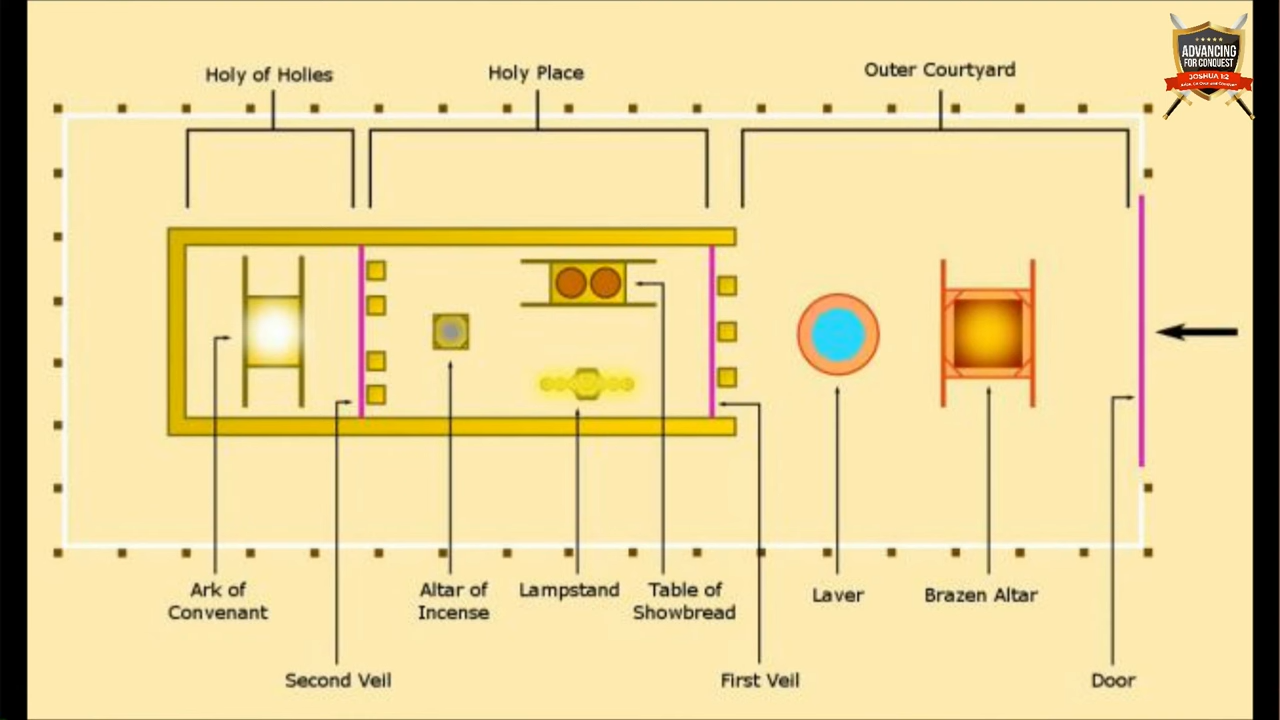 ADVANCING
FOR CONQUEST
JOSHUA 1:2
Holy of Holies
Holy Place
Outer Courtyard
Ark of
Convenant
Altar of
Incense
Lampstand
Table of
Showbread
Laver
Brazen Altar
Second Veil
First Veil
Door